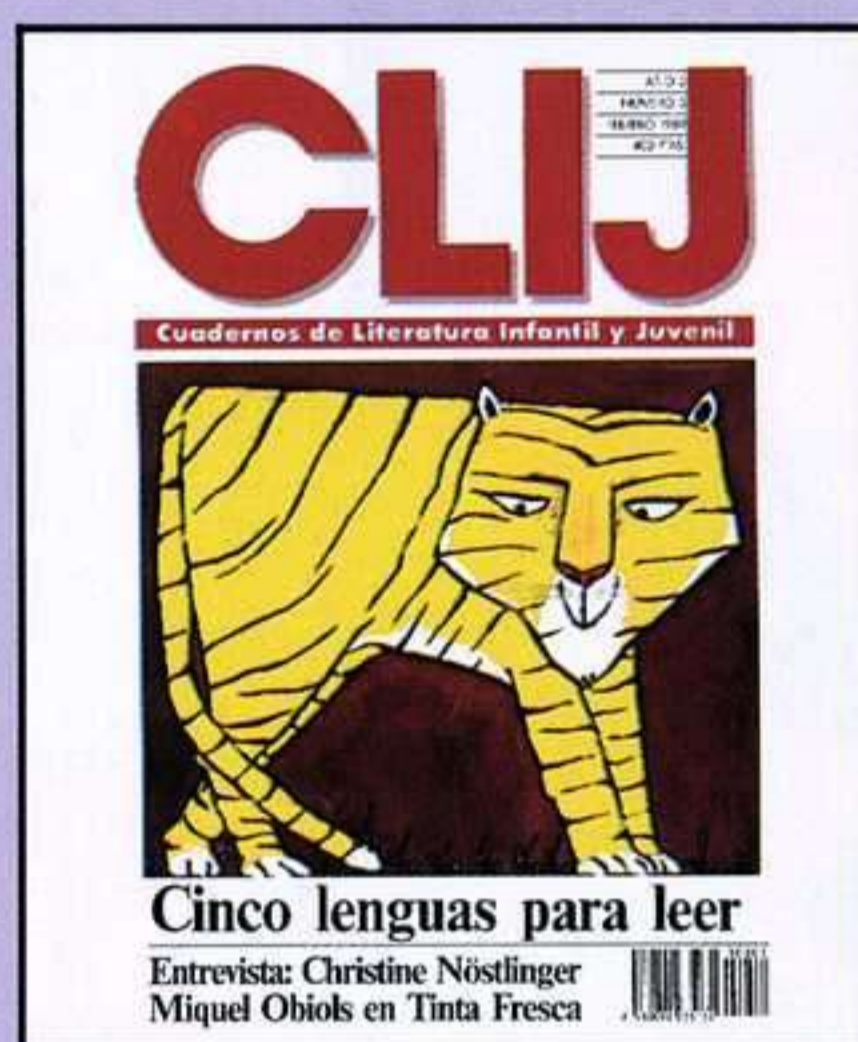 CLIJ
Cuadernos de Literatura Infantil y Juvenil
Cinco lenguas para leer
Entrevista: Christine Nöstlinger
Miquel Obiols en Tinta Fresca